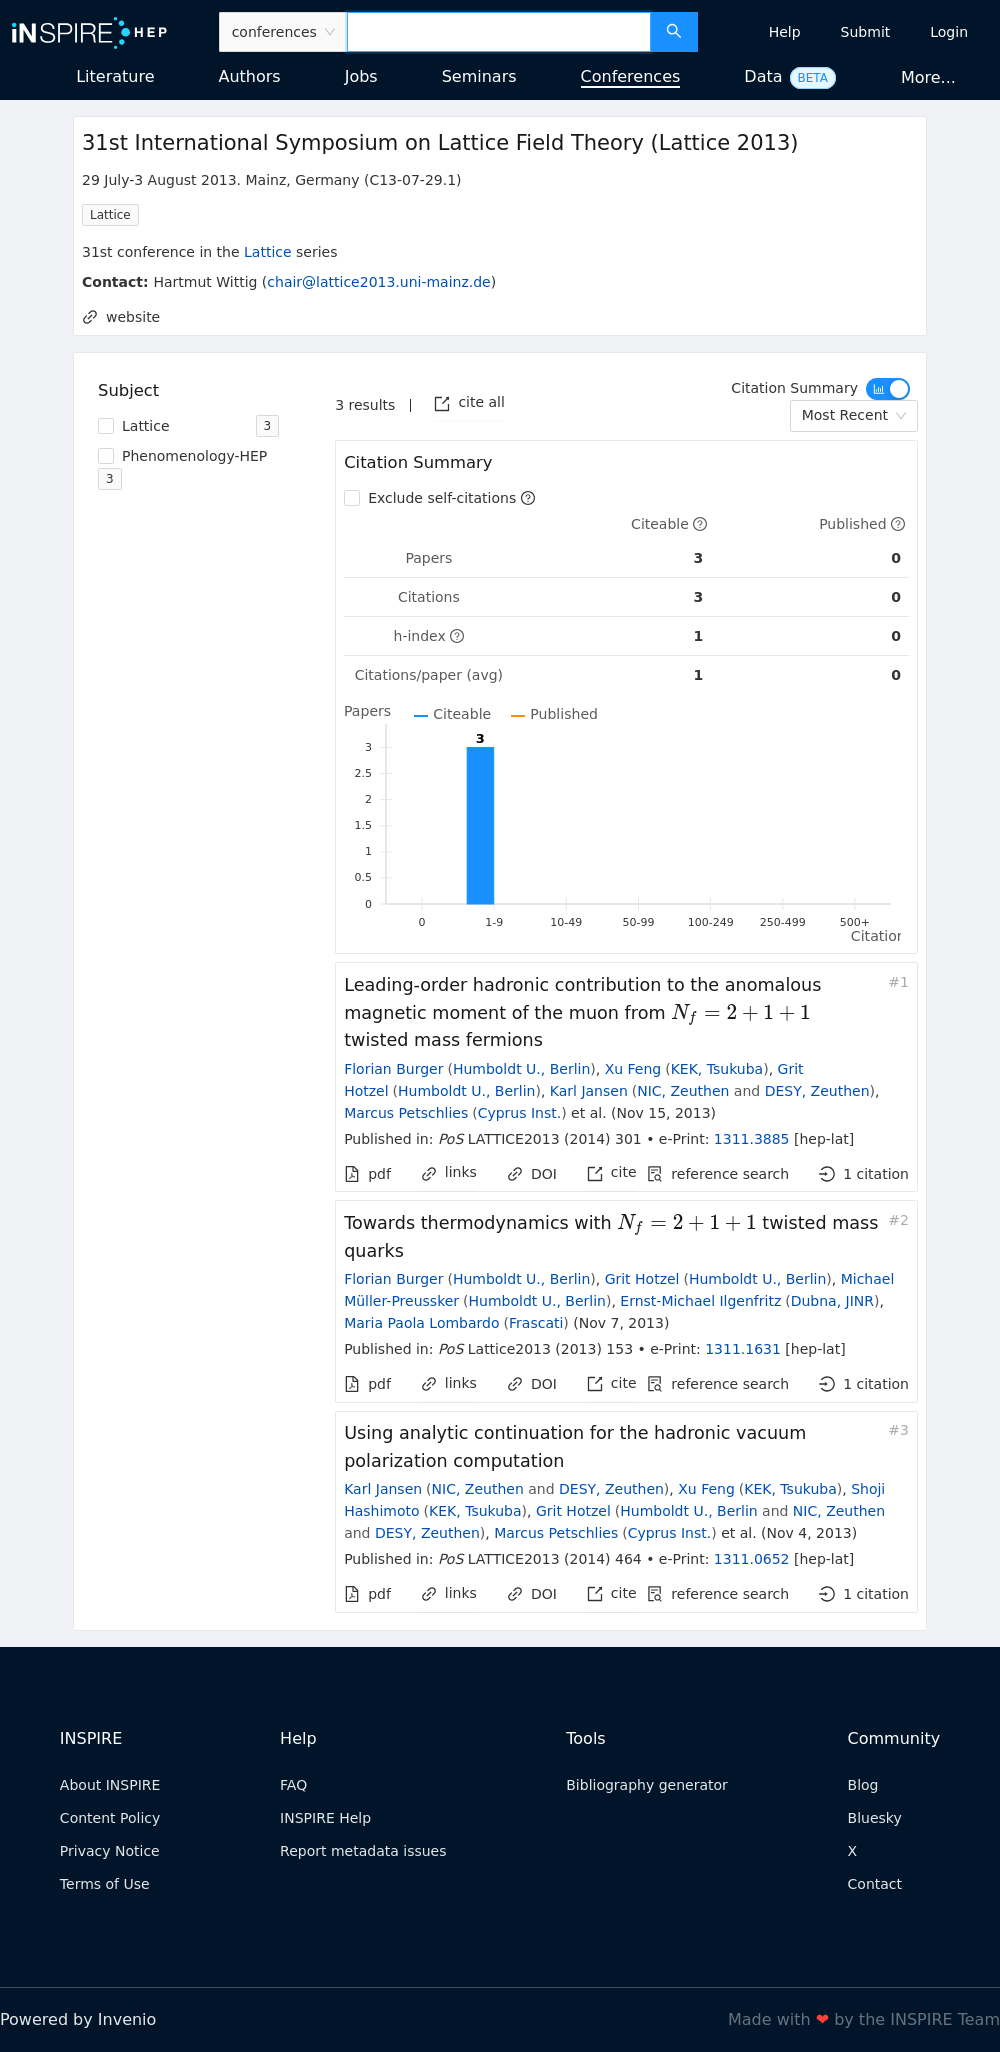 iNSPIRE HEP
conferences
Help Submit Login
Literature Authors Jobs Seminars Conferences Data BETA More...
31st International Symposium on Lattice Field Theory (Lattice 2013)
29 July-3 August 2013. Mainz, Germany (C13-07-29.1)
Lattice
31st conference in the Lattice series
Contact: Hartmut Wittig (chair@lattice2013.uni-mainz.de)
website
Subject
Lattice 3
Phenomenology-HEP
3
3 results | cite all
Citation Summary
Most Recent
Citation Summary
Exclude self-citations
Citeable Published
Papers 3 0
Citations 3 0
h-index 1 0
Citations/paper (avg) 1 0
Papers Citeable Published
3
3
2.5
2
1.5
1
0.5
0
0 1-9 10-49 50-99 100-249 250-499 500+
Citation
Leading-order hadronic contribution to the anomalous #1
magnetic moment of the muon from N_f = 2 + 1 + 1
twisted mass fermions
Florian Burger (Humboldt U., Berlin), Xu Feng (KEK, Tsukuba), Grit
Hotzel (Humboldt U., Berlin), Karl Jansen (NIC, Zeuthen and DESY, Zeuthen),
Marcus Petschlies (Cyprus Inst.) et al. (Nov 15, 2013)
Published in: PoS LATTICE2013 (2014) 301 • e-Print: 1311.3885 [hep-lat]
pdf links DOI cite reference search 1 citation
Towards thermodynamics with N_f = 2 + 1 + 1 twisted mass #2
quarks
Florian Burger (Humboldt U., Berlin), Grit Hotzel (Humboldt U., Berlin), Michael
Müller-Preussker (Humboldt U., Berlin), Ernst-Michael Ilgenfritz (Dubna, JINR),
Maria Paola Lombardo (Frascati) (Nov 7, 2013)
Published in: PoS Lattice2013 (2013) 153 • e-Print: 1311.1631 [hep-lat]
pdf links DOI cite reference search 1 citation
Using analytic continuation for the hadronic vacuum #3
polarization computation
Karl Jansen (NIC, Zeuthen and DESY, Zeuthen), Xu Feng (KEK, Tsukuba), Shoji
Hashimoto (KEK, Tsukuba), Grit Hotzel (Humboldt U., Berlin and NIC, Zeuthen
and DESY, Zeuthen), Marcus Petschlies (Cyprus Inst.) et al. (Nov 4, 2013)
Published in: PoS LATTICE2013 (2014) 464 • e-Print: 1311.0652 [hep-lat]
pdf links DOI cite reference search 1 citation
INSPIRE
About INSPIRE
Content Policy
Privacy Notice
Terms of Use
Help
FAQ
INSPIRE Help
Report metadata issues
Tools
Bibliography generator
Community
Blog
Bluesky
X
Contact
Powered by Invenio
Made with ❤ by the INSPIRE Team